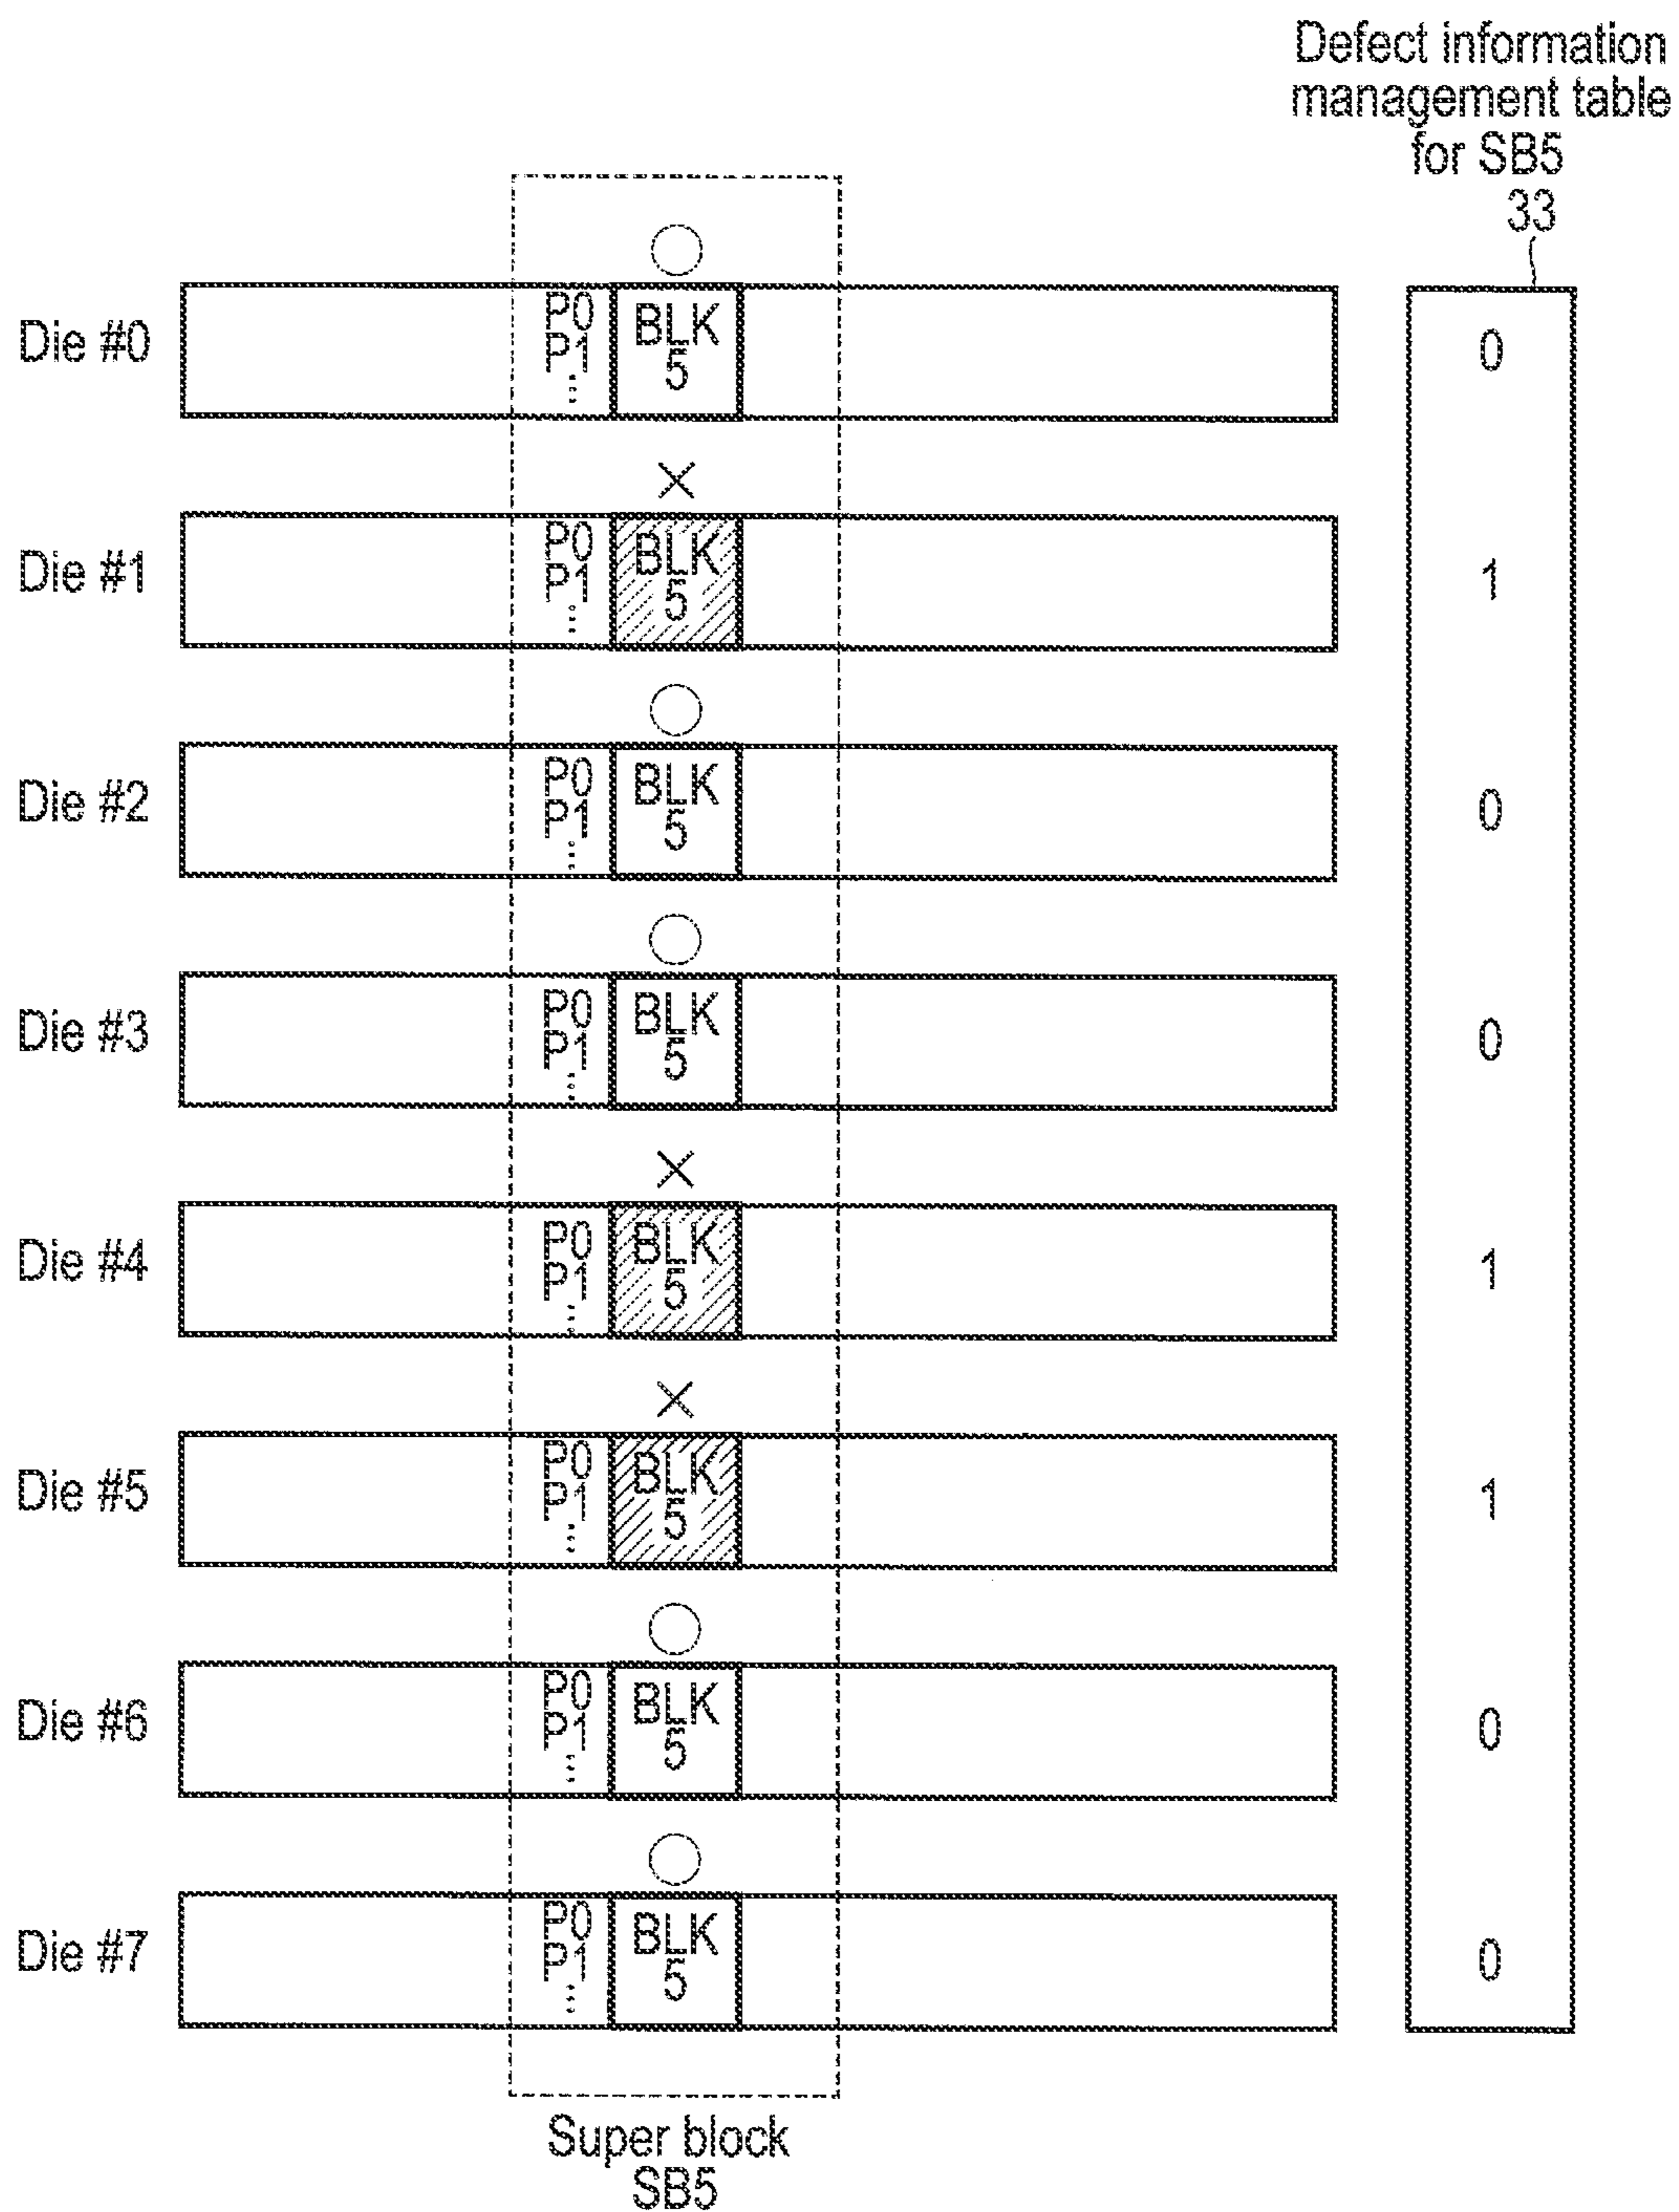 Defect information
management table
for SB5
33
Die #0
P0
P1
...
BLK
5
0
Die #1
P0
P1
...
BLK
5
1
Die #2
P0
P1
...
BLK
5
0
Die #3
P0
P1
...
BLK
5
0
Die #4
P0
P1
...
BLK
5
1
Die #5
P0
P1
...
BLK
5
1
Die #6
P0
P1
...
BLK
5
0
Die #7
P0
P1
...
BLK
5
0
Super block
SB5